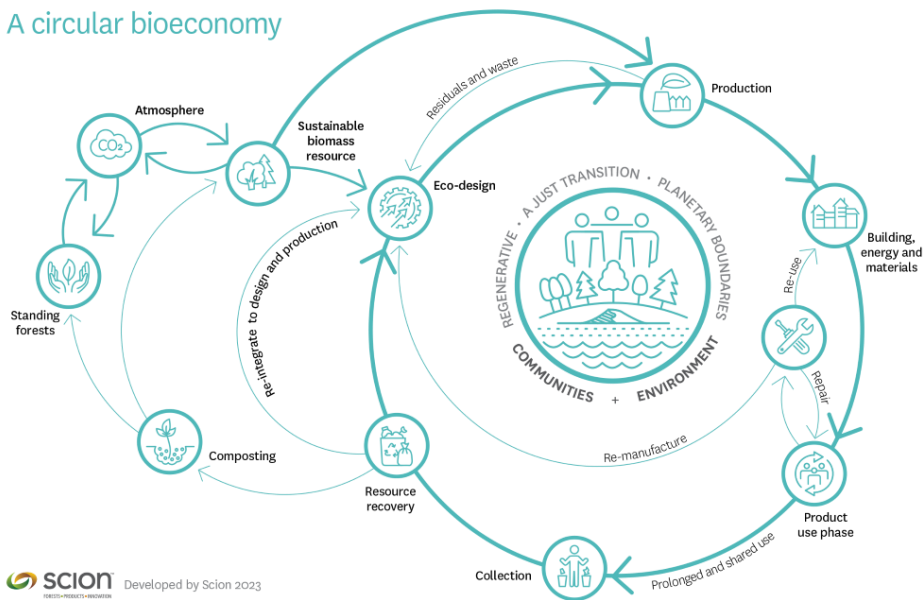 A circular bioeconomy
Atmosphere
CO₂
Sustainable
biomass
resource
Residuals and waste
Production
Eco-design
REGENERATIVE • A JUST TRANSITION • PLANETARY BOUNDARIES
COMMUNITIES + ENVIRONMENT
Building,
energy and
materials
Re-use
Standing
forests
Re-integrate to design and production
Repair
Composting
Re-manufacture
Resource
recovery
Product
use phase
Collection
Prolonged and shared use
SCION
FORESTS • PRODUCTS • INNOVATION
Developed by Scion 2023